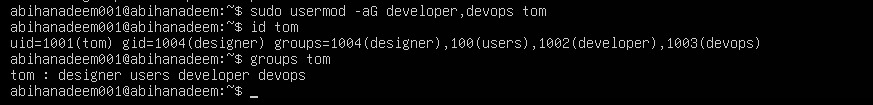 abihanadeem001@abihanadeem:~$ sudo usermod -aG developer,devops tom
abihanadeem001@abihanadeem:~$ id tom
uid=1001(tom) gid=1004(designer) groups=1004(designer),100(users),1002(developer),1003(devops)
abihanadeem001@abihanadeem:~$ groups tom
tom : designer users developer devops
abihanadeem001@abihanadeem:~$ _